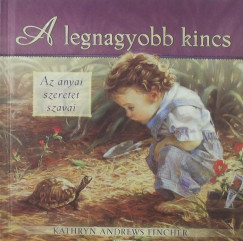 A legnagyobb kincs
Az anyai
szeretet
szavai
KATHRYN ANDREWS FINCHER